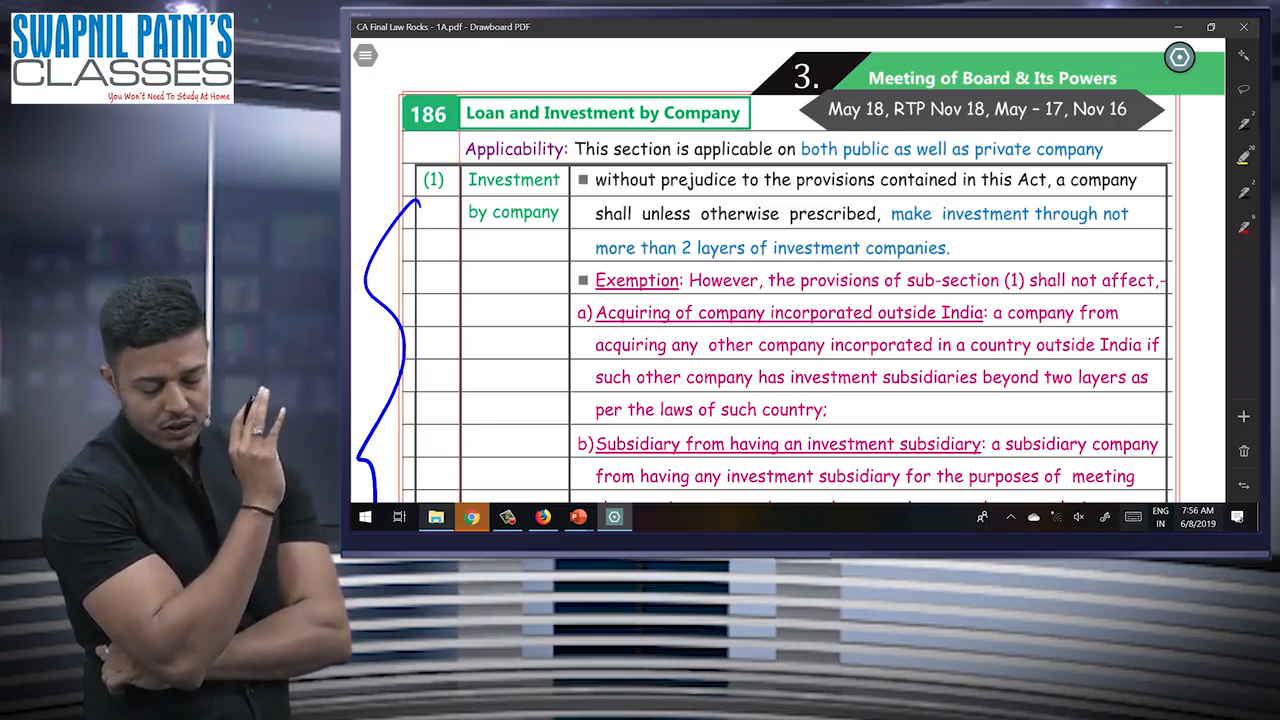 SWAPNIL PATNI'S
CLASSES
You Won't Need To Study At Home
CA Final Law Rocks - 1A.pdf - Drawboard PDF
3.
Meeting of Board & Its Powers
186 Loan and Investment by Company
May 18, RTP Nov 18, May – 17, Nov 16
Applicability: This section is applicable on both public as well as private company
(1) Investment ■ without prejudice to the provisions contained in this Act, a company
by company shall unless otherwise prescribed, make investment through not
more than 2 layers of investment companies.
■ Exemption: However, the provisions of sub-section (1) shall not affect,-
a) Acquiring of company incorporated outside India: a company from
acquiring any other company incorporated in a country outside India if
such other company has investment subsidiaries beyond two layers as
per the laws of such country;
b) Subsidiary from having an investment subsidiary: a subsidiary company
from having any investment subsidiary for the purposes of meeting
ENG 7:56 AM
IN 6/8/2019